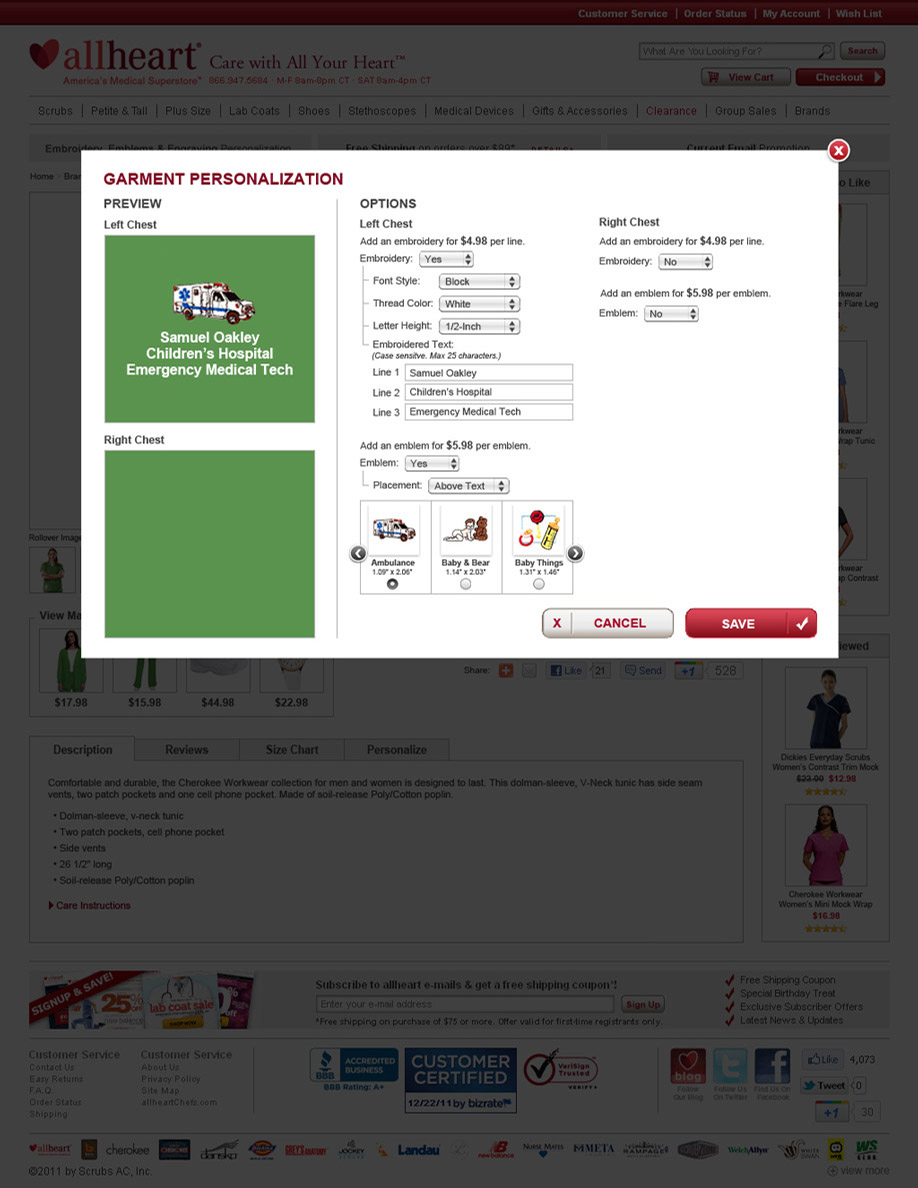 Customer Service | Order Status | My Account | Wish List
allheart® Care with All Your Heart™
America's Medical Superstore™ 866.947.5684 · M-F 8am-8pm CT · SAT 8am-4pm CT
What Are You Looking For? Search
View Cart Checkout
Scrubs | Petite & Tall | Plus Size | Lab Coats | Shoes | Stethoscopes | Medical Devices | Gifts & Accessories | Clearance | Group Sales | Brands
Embroidery, Emblems & Engraving Personalization Free Shipping on orders over $89* DETAILS Current Email Promotion
Home
X
GARMENT PERSONALIZATION
PREVIEW
Left Chest
Samuel Oakley
Children's Hospital
Emergency Medical Tech
Right Chest
OPTIONS
Left Chest
Add an embroidery for $4.98 per line.
Embroidery: Yes
Font Style: Block
Thread Color: White
Letter Height: 1/2-Inch
Embroidered Text:
(Case sensitve. Max 25 characters.)
Line 1 Samuel Oakley
Line 2 Children's Hospital
Line 3 Emergency Medical Tech
Add an emblem for $5.98 per emblem.
Emblem: Yes
Placement: Above Text
Ambulance
1.09" x 2.06"
Baby & Bear
1.14" x 2.03"
Baby Things
1.31" x 1.46"
Right Chest
Add an embroidery for $4.98 per line.
Embroidery: No
Add an emblem for $5.98 per emblem.
Emblem: No
X CANCEL
SAVE
o Like
rkwear
e Flare Leg
rkwear
rap Tunic
rkwear
ap Contrast
Rollover Image
View Ma
$17.98 $15.98 $44.98 $22.98
Share: Like 21 Send +1 528
iewed
Dickies Everyday Scrubs
Women's Contrast Trim Mock
$23.00 $12.98
Cherokee Workwear
Women's Mini Mock Wrap
$16.98
Description Reviews Size Chart Personalize
Comfortable and durable, the Cherokee Workwear collection for men and women is designed to last. This dolman-sleeve, V-Neck tunic has side seam
vents, two patch pockets and one cell phone pocket. Made of soil-release Poly/Cotton poplin.
• Dolman-sleeve, v-neck tunic
• Two patch pockets, cell phone pocket
• Side vents
• 26 1/2" long
• Soil-release Poly/Cotton poplin
Care Instructions
SIGNUP & SAVE!
25%
lab coat sale
Subscribe to allheart e-mails & get a free shipping coupon*!
Enter your e-mail address Sign Up
*Free shipping on purchase of $75 or more. Offer valid for first-time registrants only.
Free Shipping Coupon
Special Birthday Treat
Exclusive Subscriber Offers
Latest News & Updates
Customer Service
Contact Us
Easy Returns
F.A.Q.
Order Status
Shipping
Customer Service
About Us
Privacy Policy
Site Map
allheartChefs.com
BBB ACCREDITED BUSINESS
BBB Rating: A+
CUSTOMER CERTIFIED
12/22/11 by bizrate
VeriSign Trusted
VERIFY
blog
Follow Our Blog
Follow Us On Twitter
Find Us On Facebook
Like 4,073
Tweet 0
+1 30
allheart cherokee dansko Dickies GREY'S ANATOMY JOCKEY Landau new balance NURSE MATES META RAMPAGE WelchAllyn WHITE SWAN WS
©2011 by Scrubs AC, Inc.
view more